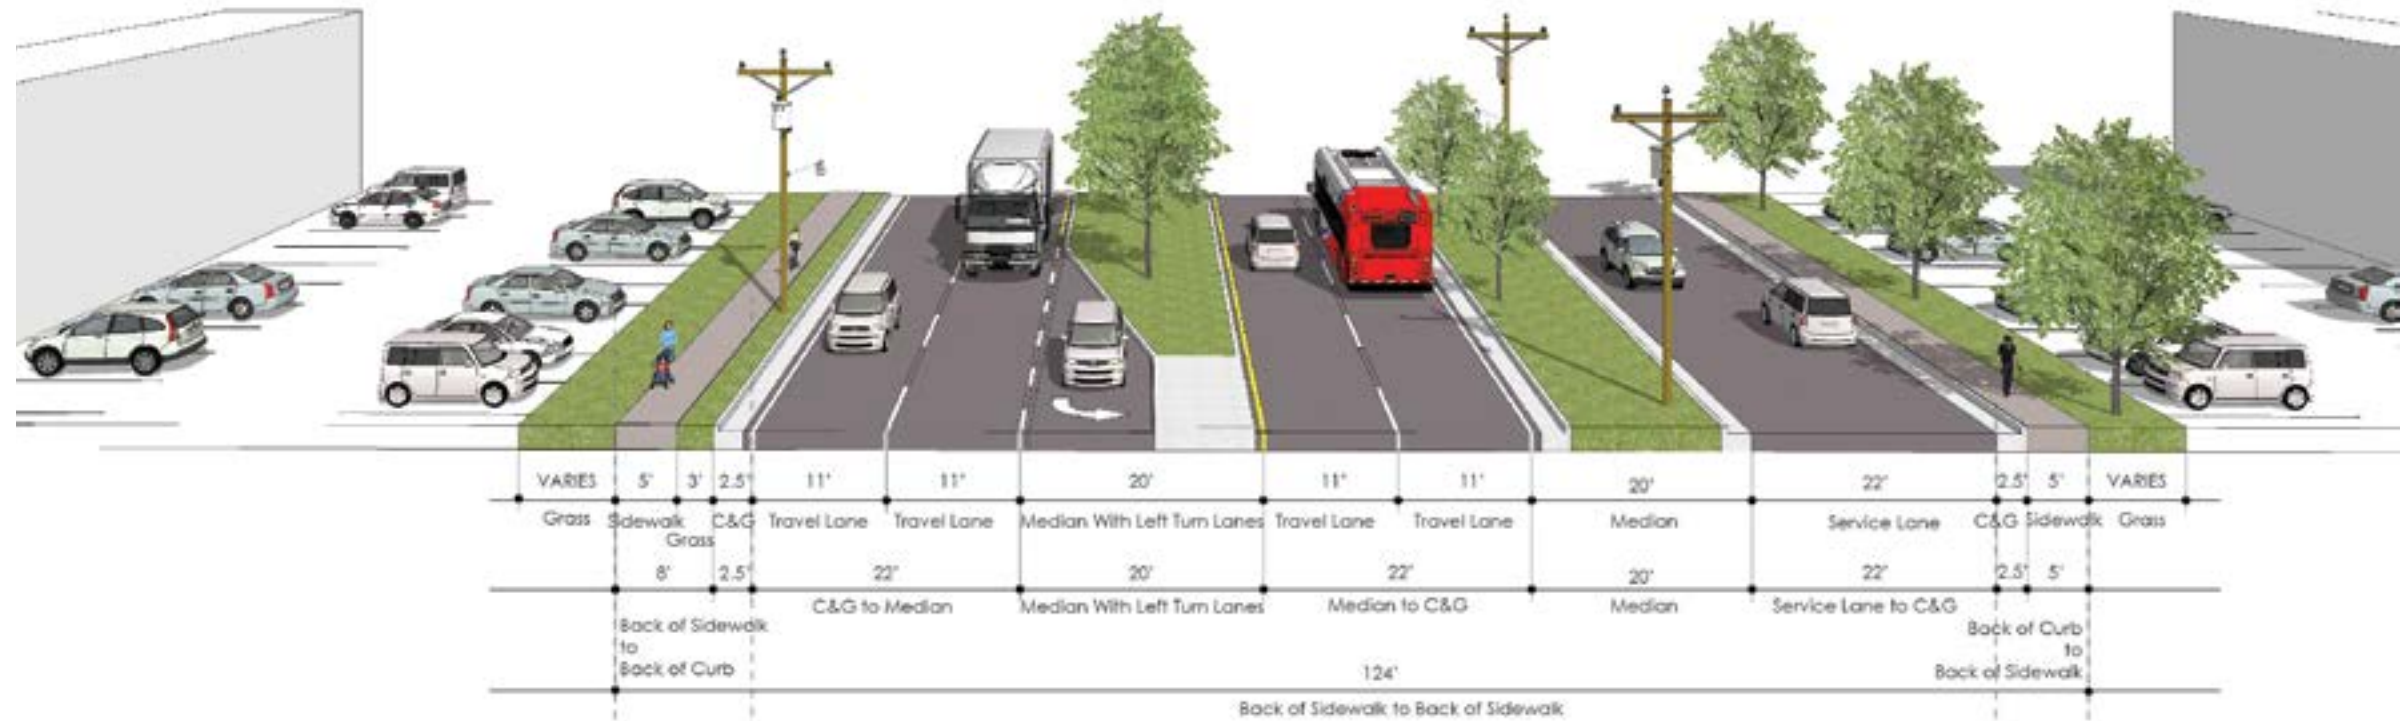 VARIES 5' 3' 2.5' 11' 11' 20' 11' 11' 20' 22' 2.5' 5' VARIES
Grass Sidewalk Grass C&G Travel Lane Travel Lane Median With Left Turn Lanes Travel Lane Travel Lane Median Service Lane C&G Sidewalk Grass
8' 2.5' 22' 20' 22' 20' 22' 2.5' 5'
C&G to Median Median With Left Turn Lanes Median to C&G Median Service Lane to C&G
Back of Sidewalk
to
Back of Curb
Back of Curb
to
Back of Sidewalk
124'
Back of Sidewalk to Back of Sidewalk